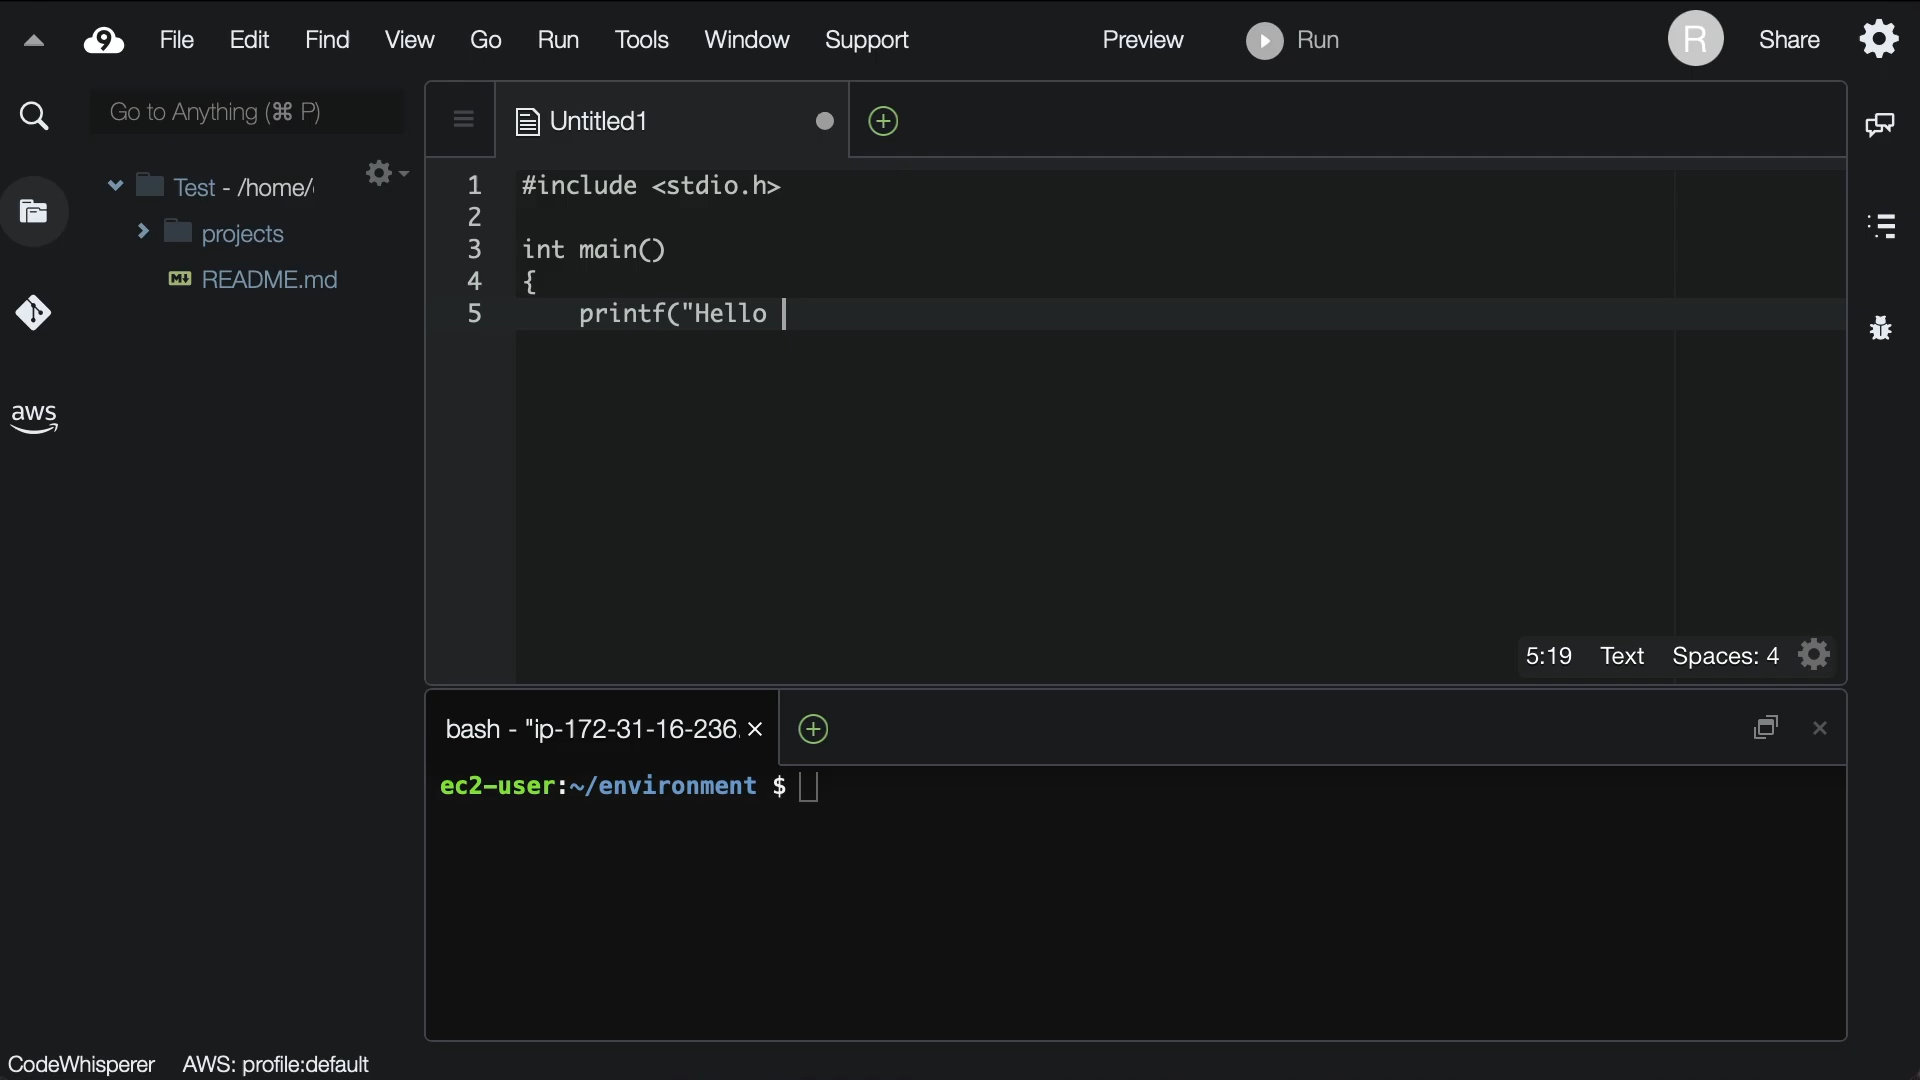 9 File Edit Find View Go Run Tools Window Support Preview Run R Share
Go to Anything (⌘ P)
Test - /home/
projects
M↓ README.md
aws
Untitled1
1 #include <stdio.h>
2
3 int main()
4 {
5 printf("Hello
5:19 Text Spaces: 4
bash - "ip-172-31-16-236.
ec2-user:~/environment $
CodeWhisperer AWS: profile:default